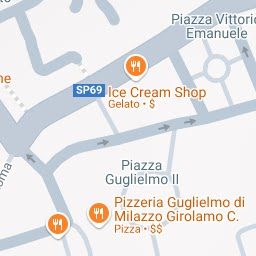 Piazza Vittorio
Emanuele
SP69
Ice Cream Shop
Gelato • $
Piazza
Guglielmo II
Pizzeria Guglielmo di
Milazzo Girolamo C.
Pizza • $$